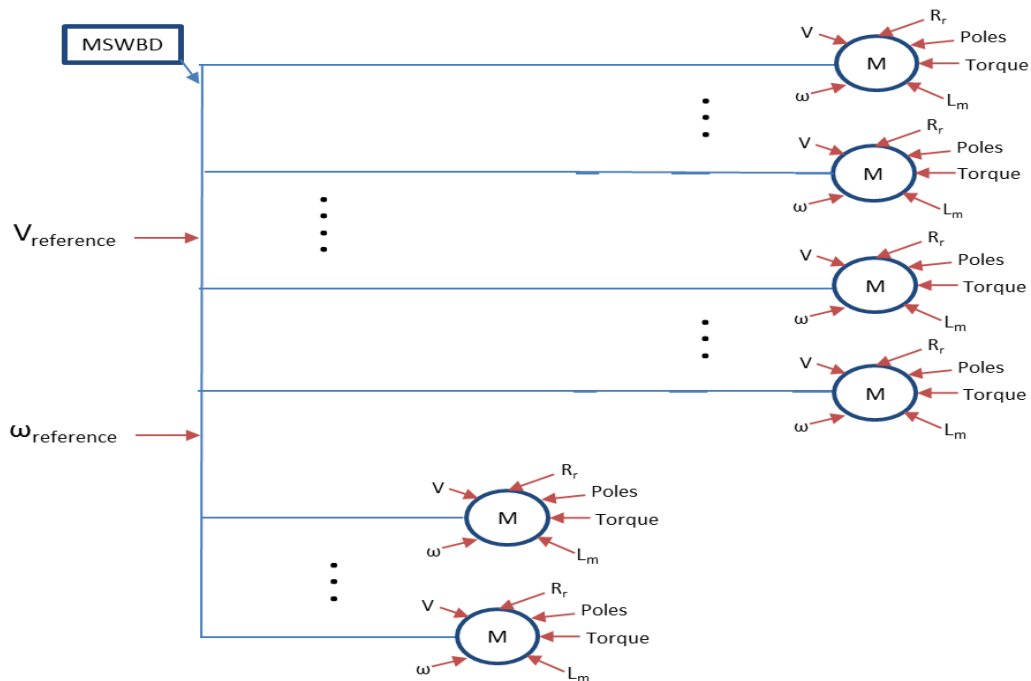 MSWBD
V
R_r
Poles
M
Torque
ω
L_m
V
R_r
Poles
M
Torque
ω
L_m
V_reference
V
R_r
Poles
M
Torque
ω
L_m
V
R_r
Poles
M
Torque
ω
L_m
ω_reference
V
R_r
Poles
M
Torque
ω
L_m
V
R_r
Poles
M
Torque
ω
L_m